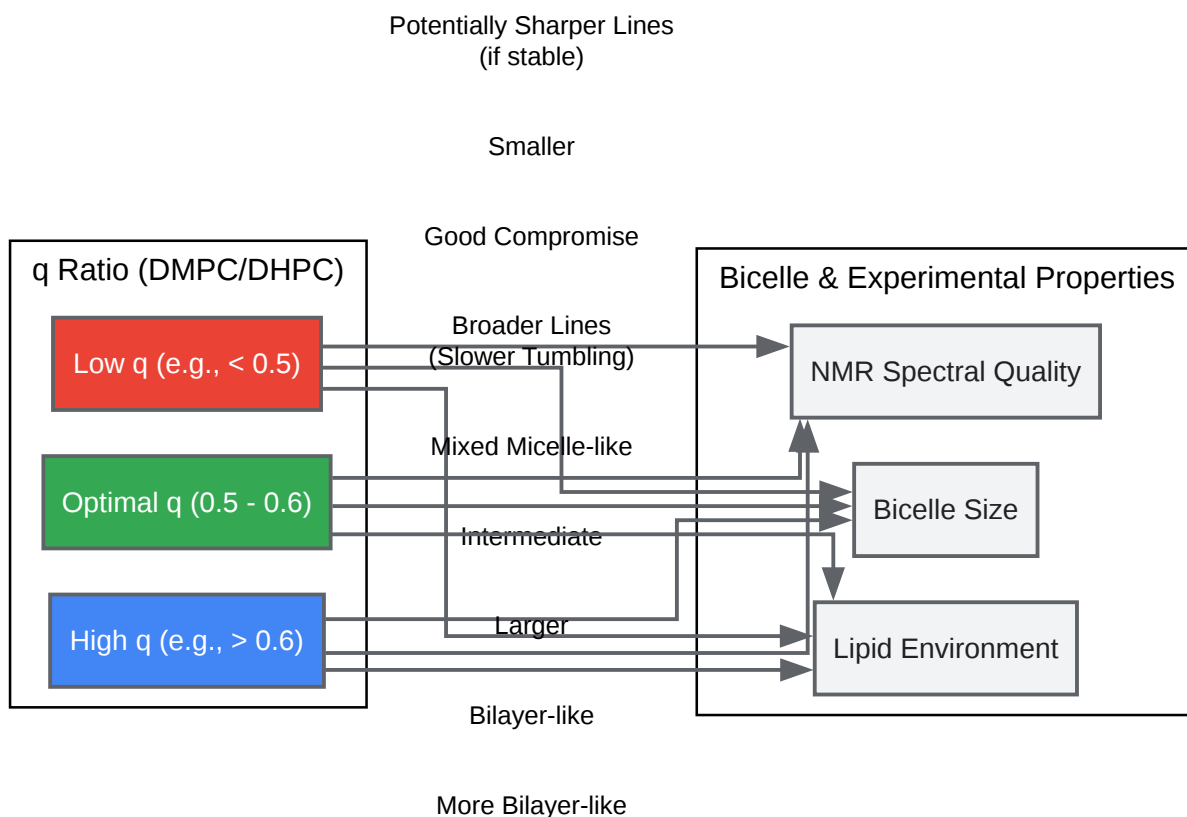 Potentially Sharper Lines
(if stable)
Smaller
Good Compromise
q Ratio (DMPC/DHPC)
Bicelle & Experimental Properties
Low q (e.g., < 0.5)
Broader Lines
(Slower Tumbling)
NMR Spectral Quality
Mixed Micelle-like
Optimal q (0.5 - 0.6)
Bicelle Size
Intermediate
High q (e.g., > 0.6)
Larger
Lipid Environment
Bilayer-like
More Bilayer-like